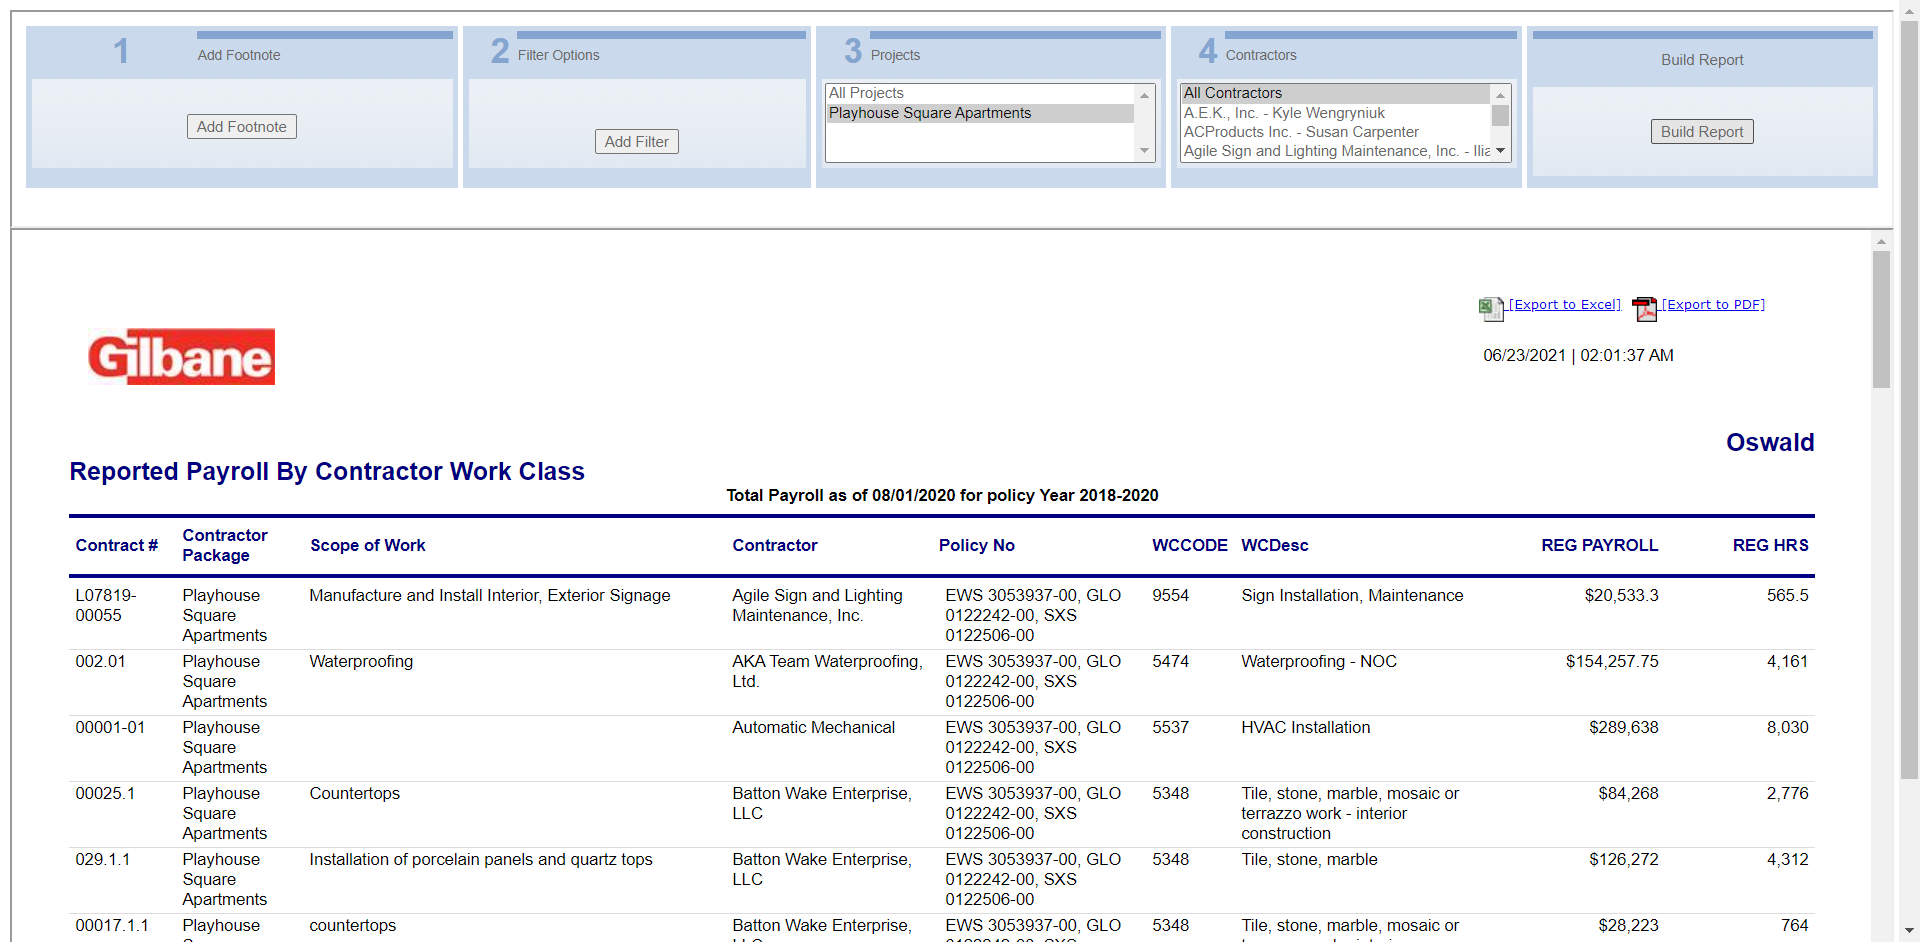 1 Add Footnote
Add Footnote
2 Filter Options
Add Filter
3 Projects
All Projects
Playhouse Square Apartments
4 Contractors
All Contractors
A.E.K., Inc. - Kyle Wengryniuk
ACProducts Inc. - Susan Carpenter
Agile Sign and Lighting Maintenance, Inc. - Ilia
Build Report
Build Report
[Export to Excel] [Export to PDF]
Gilbane
06/23/2021 | 02:01:37 AM
Oswald
Reported Payroll By Contractor Work Class
Total Payroll as of 08/01/2020 for policy Year 2018-2020
Contract # Contractor Package Scope of Work Contractor Policy No WCCODE WCDesc REG PAYROLL REG HRS
L07819- Playhouse Manufacture and Install Interior, Exterior Signage Agile Sign and Lighting EWS 3053937-00, GLO 9554 Sign Installation, Maintenance $20,533.3 565.5
00055 Square Maintenance, Inc. 0122242-00, SXS
Apartments 0122506-00
002.01 Playhouse Waterproofing AKA Team Waterproofing, EWS 3053937-00, GLO 5474 Waterproofing - NOC $154,257.75 4,161
Square Ltd. 0122242-00, SXS
Apartments 0122506-00
00001-01 Playhouse Automatic Mechanical EWS 3053937-00, GLO 5537 HVAC Installation $289,638 8,030
Square 0122242-00, SXS
Apartments 0122506-00
00025.1 Playhouse Countertops Batton Wake Enterprise, EWS 3053937-00, GLO 5348 Tile, stone, marble, mosaic or $84,268 2,776
Square LLC 0122242-00, SXS terrazzo work - interior
Apartments 0122506-00 construction
029.1.1 Playhouse Installation of porcelain panels and quartz tops Batton Wake Enterprise, EWS 3053937-00, GLO 5348 Tile, stone, marble $126,272 4,312
Square LLC 0122242-00, SXS
Apartments 0122506-00
00017.1.1 Playhouse countertops Batton Wake Enterprise, EWS 3053937-00, GLO 5348 Tile, stone, marble, mosaic or $28,223 764